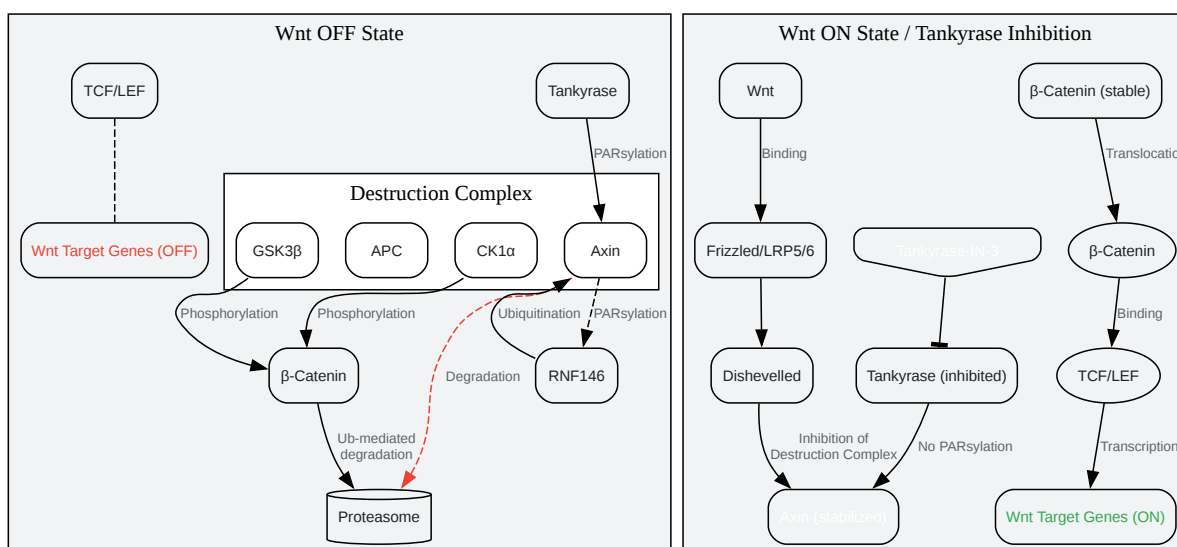 Wnt OFF State
TCF/LEF
Tankyrase
PARsylation
Destruction Complex
Wnt Target Genes (OFF)
GSK3β
APC
CK1α
Axin
Phosphorylation
Phosphorylation
Ubiquitination
PARsylation
β-Catenin
Degradation
RNF146
Ub-mediated
degradation
Proteasome
Wnt ON State / Tankyrase Inhibition
Wnt
β-Catenin (stable)
Binding
Translocatio
Frizzled/LRP5/6
Tankyrase-IN-3
β-Catenin
Binding
Dishevelled
Tankyrase (inhibited)
TCF/LEF
Inhibition of
Destruction Complex
No PARsylation
Transcription
Axin (stabilized)
Wnt Target Genes (ON)